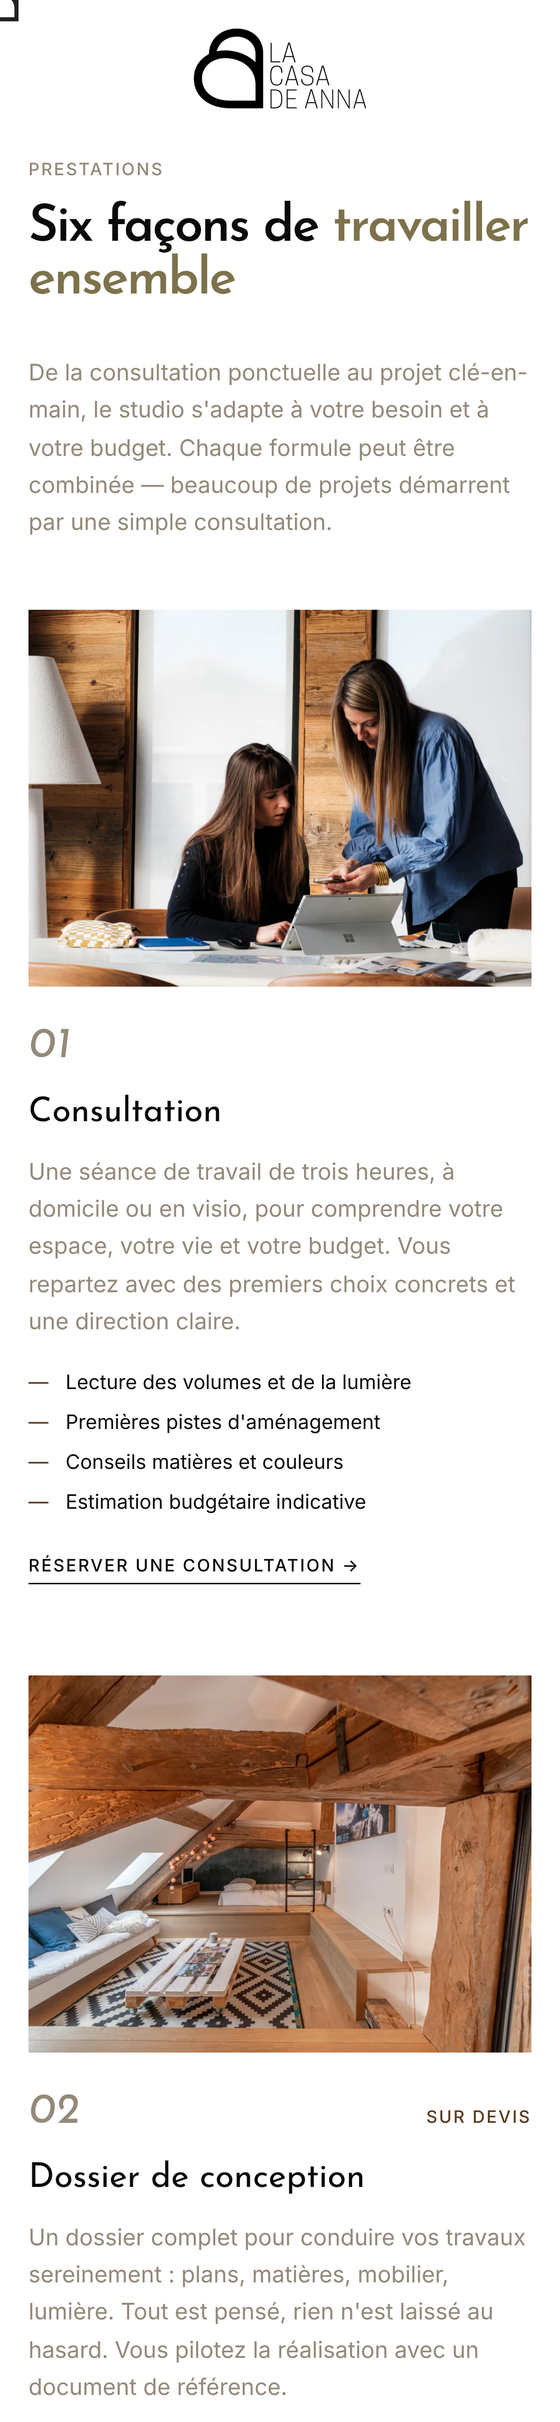 LA
CASA
DE ANNA
PRESTATIONS
Six façons de travailler
ensemble
De la consultation ponctuelle au projet clé-en-
main, le studio s'adapte à votre besoin et à
votre budget. Chaque formule peut être
combinée — beaucoup de projets démarrent
par une simple consultation.
01
Consultation
Une séance de travail de trois heures, à
domicile ou en visio, pour comprendre votre
espace, votre vie et votre budget. Vous
repartez avec des premiers choix concrets et
une direction claire.
— Lecture des volumes et de la lumière
— Premières pistes d'aménagement
— Conseils matières et couleurs
— Estimation budgétaire indicative
RÉSERVER UNE CONSULTATION →
02
SUR DEVIS
Dossier de conception
Un dossier complet pour conduire vos travaux
sereinement : plans, matières, mobilier,
lumière. Tout est pensé, rien n'est laissé au
hasard. Vous pilotez la réalisation avec un
document de référence.